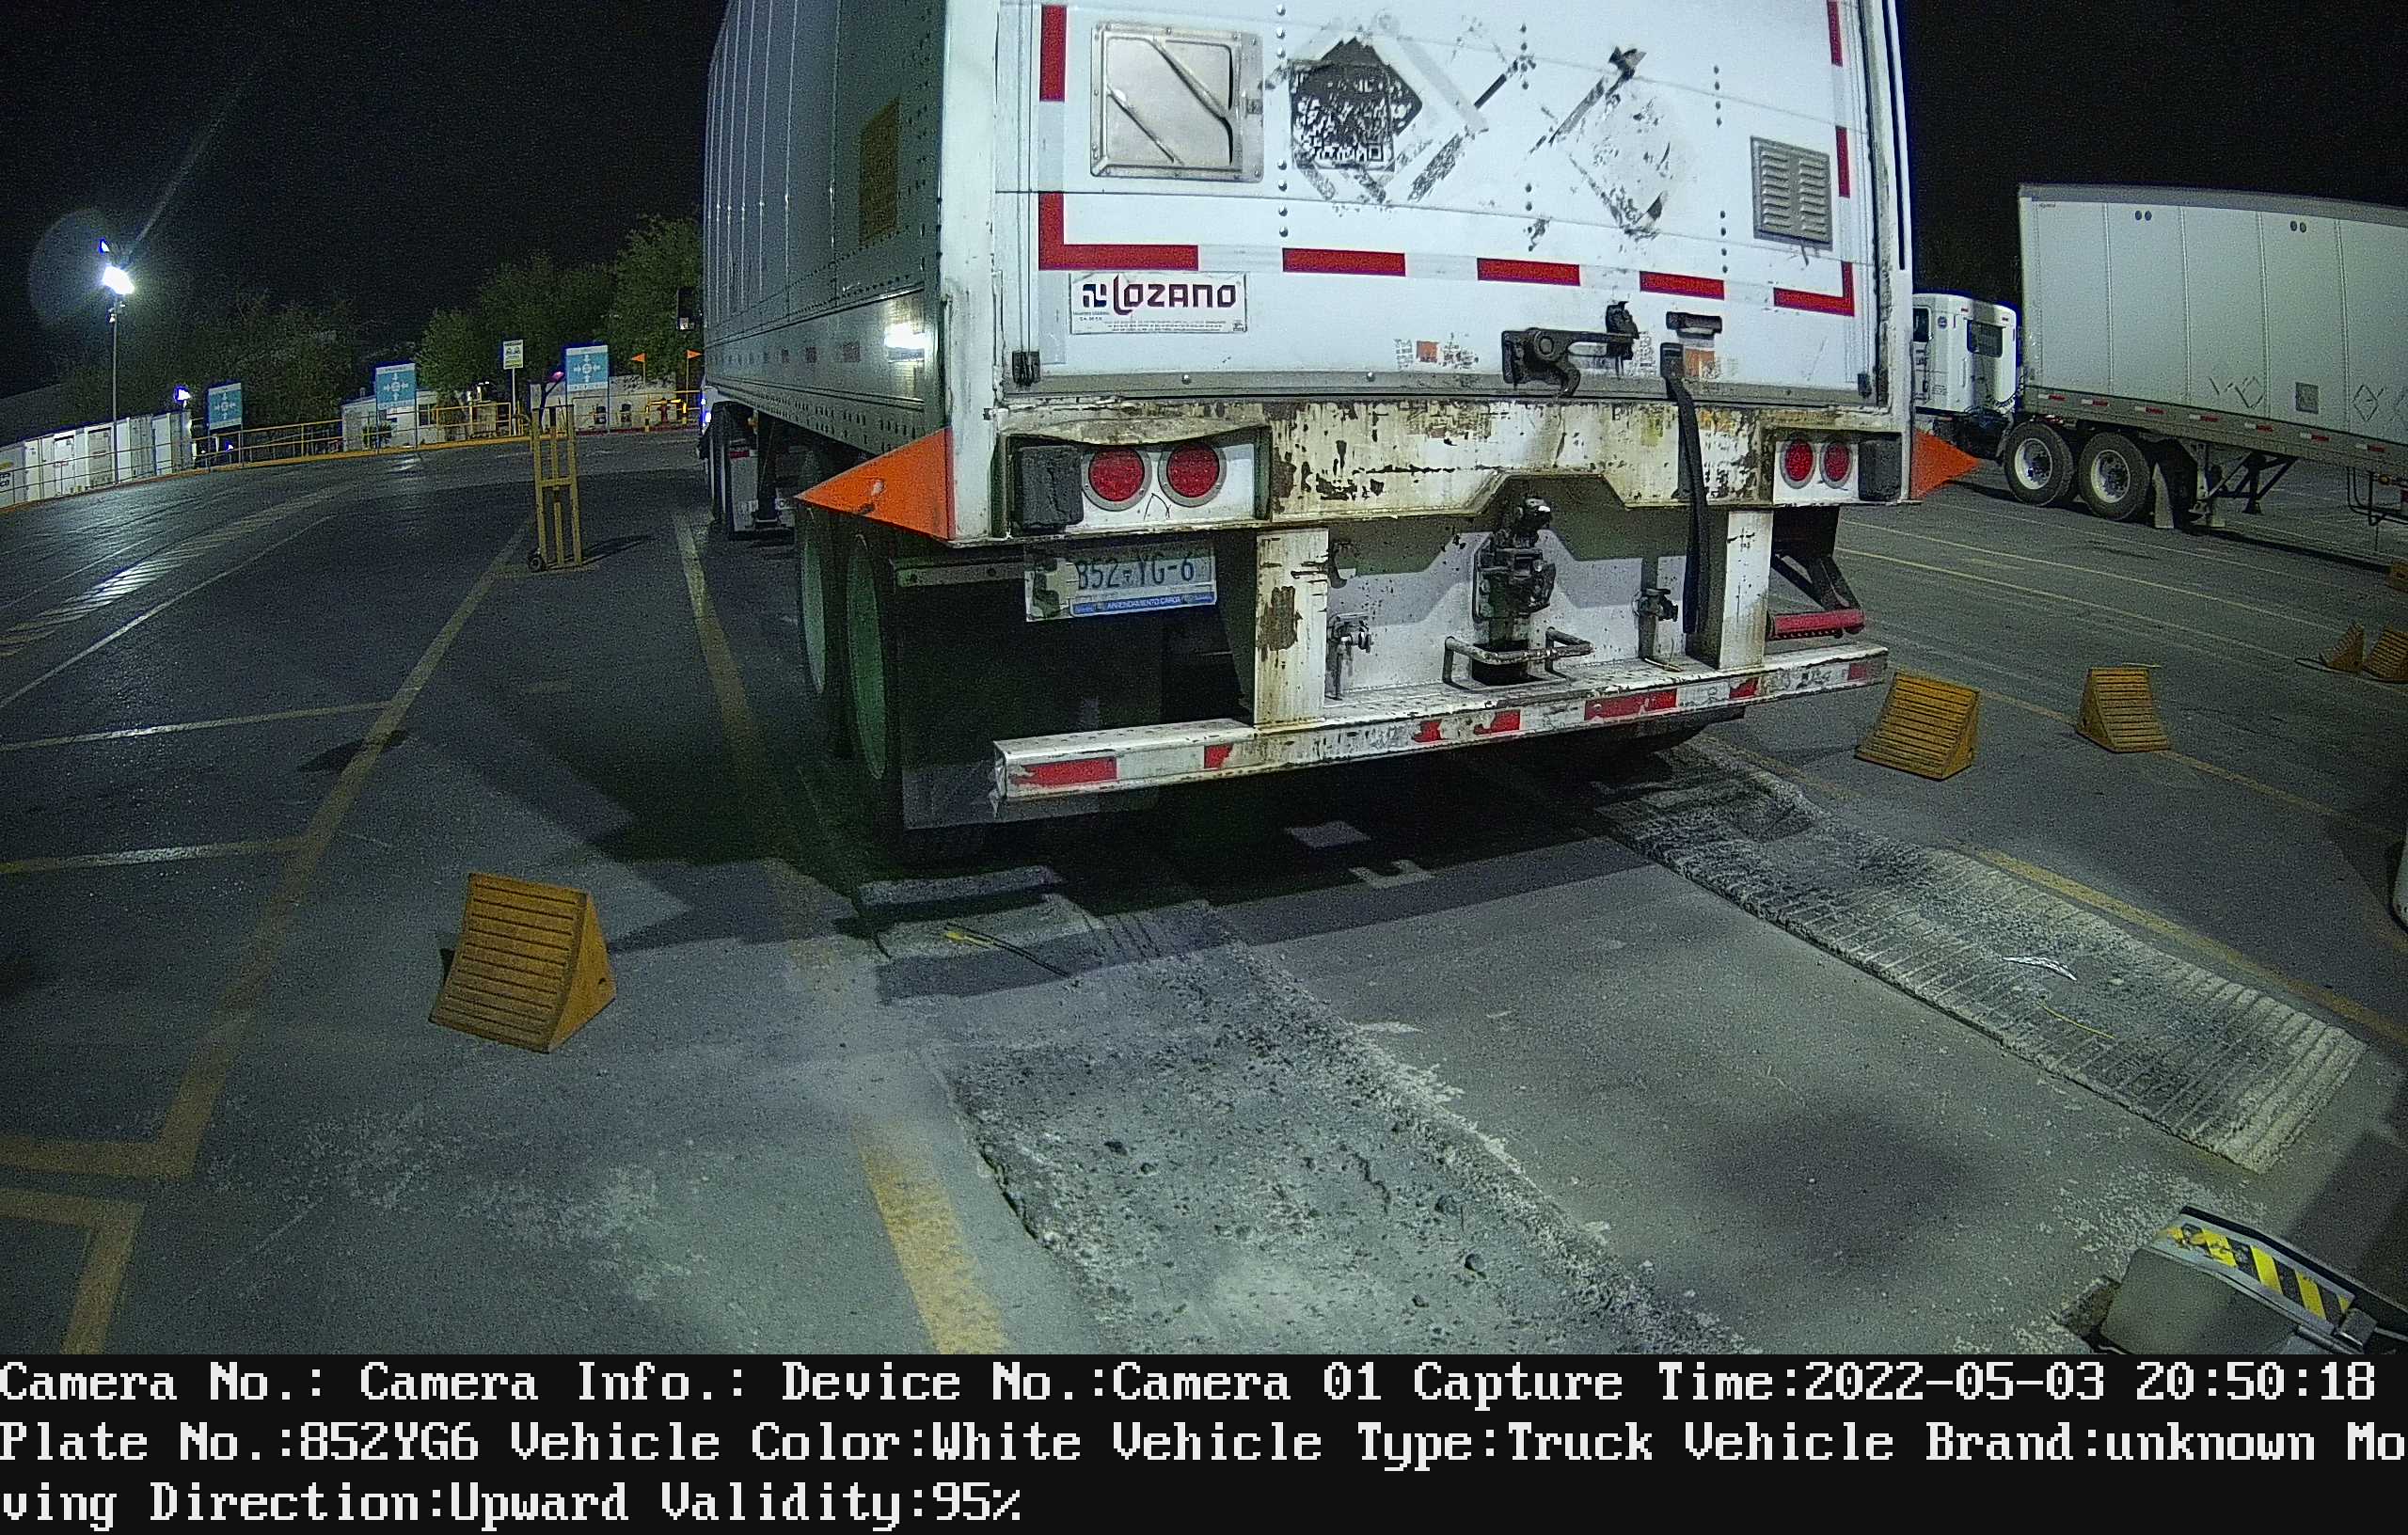 LOZANO
852-YG-6
ARRENDAMIENTO CARGA
Camera No.: Camera Info.: Device No.:Camera 01 Capture Time:2022-05-03 20:50:18
Plate No.:852YG6 Vehicle Color:White Vehicle Type:Truck Vehicle Brand:unknown Mo
ving Direction:Upward Validity:95%